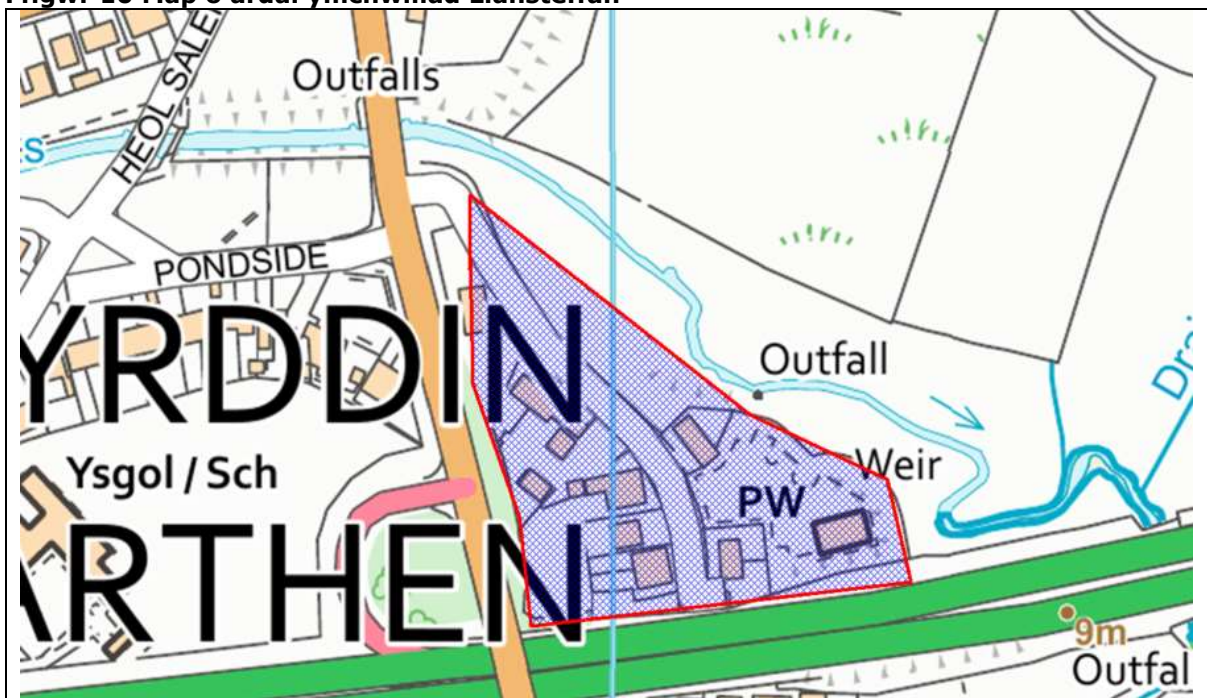 HEOL SALE
Outfalls
S
PONDSIDE
YRDDIN
Outfall
Ysgol / Sch
Weir
PW
ARTHEN
9m
Outfal